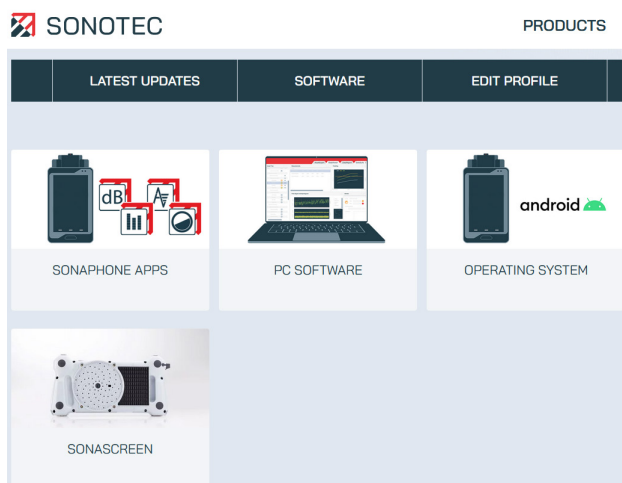 SONOTEC
PRODUCTS
LATEST UPDATES
SOFTWARE
EDIT PROFILE
dB
android
SONAPHONE APPS
PC SOFTWARE
OPERATING SYSTEM
SONASCREEN